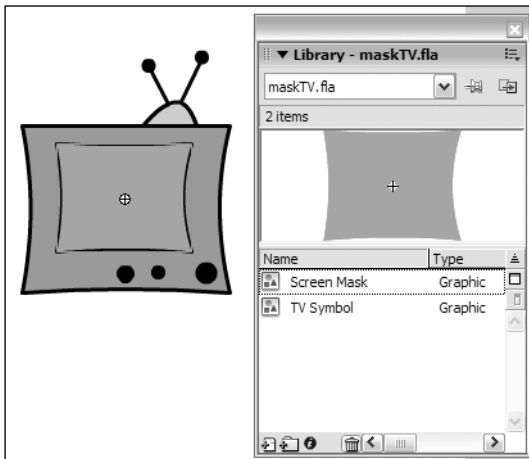 Library - maskTV.fla
maskTV.fla
2 items
Name Type
Screen Mask Graphic
TV Symbol Graphic